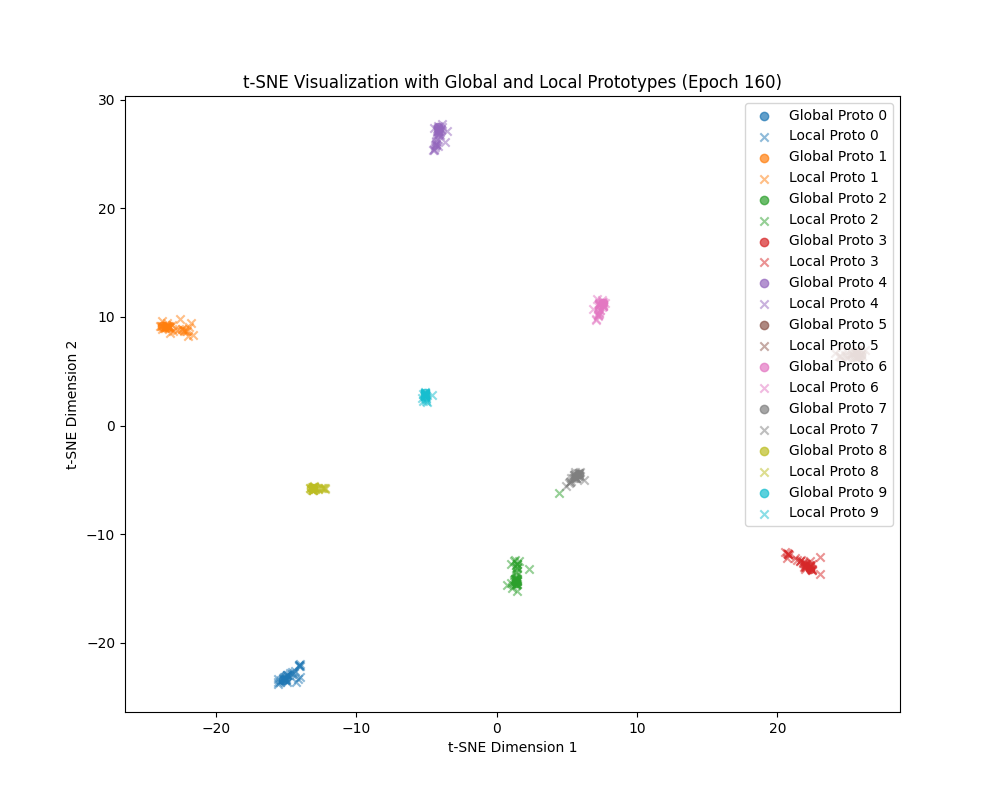 t-SNE Visualization with Global and Local Prototypes (Epoch 160)
30
20
10
0
−10
−20
t-SNE Dimension 2
Global Proto 0
Local Proto 0
Global Proto 1
Local Proto 1
Global Proto 2
Local Proto 2
Global Proto 3
Local Proto 3
Global Proto 4
Local Proto 4
Global Proto 5
Local Proto 5
Global Proto 6
Local Proto 6
Global Proto 7
Local Proto 7
Global Proto 8
Local Proto 8
Global Proto 9
Local Proto 9
−20 −10 0 10 20
t-SNE Dimension 1